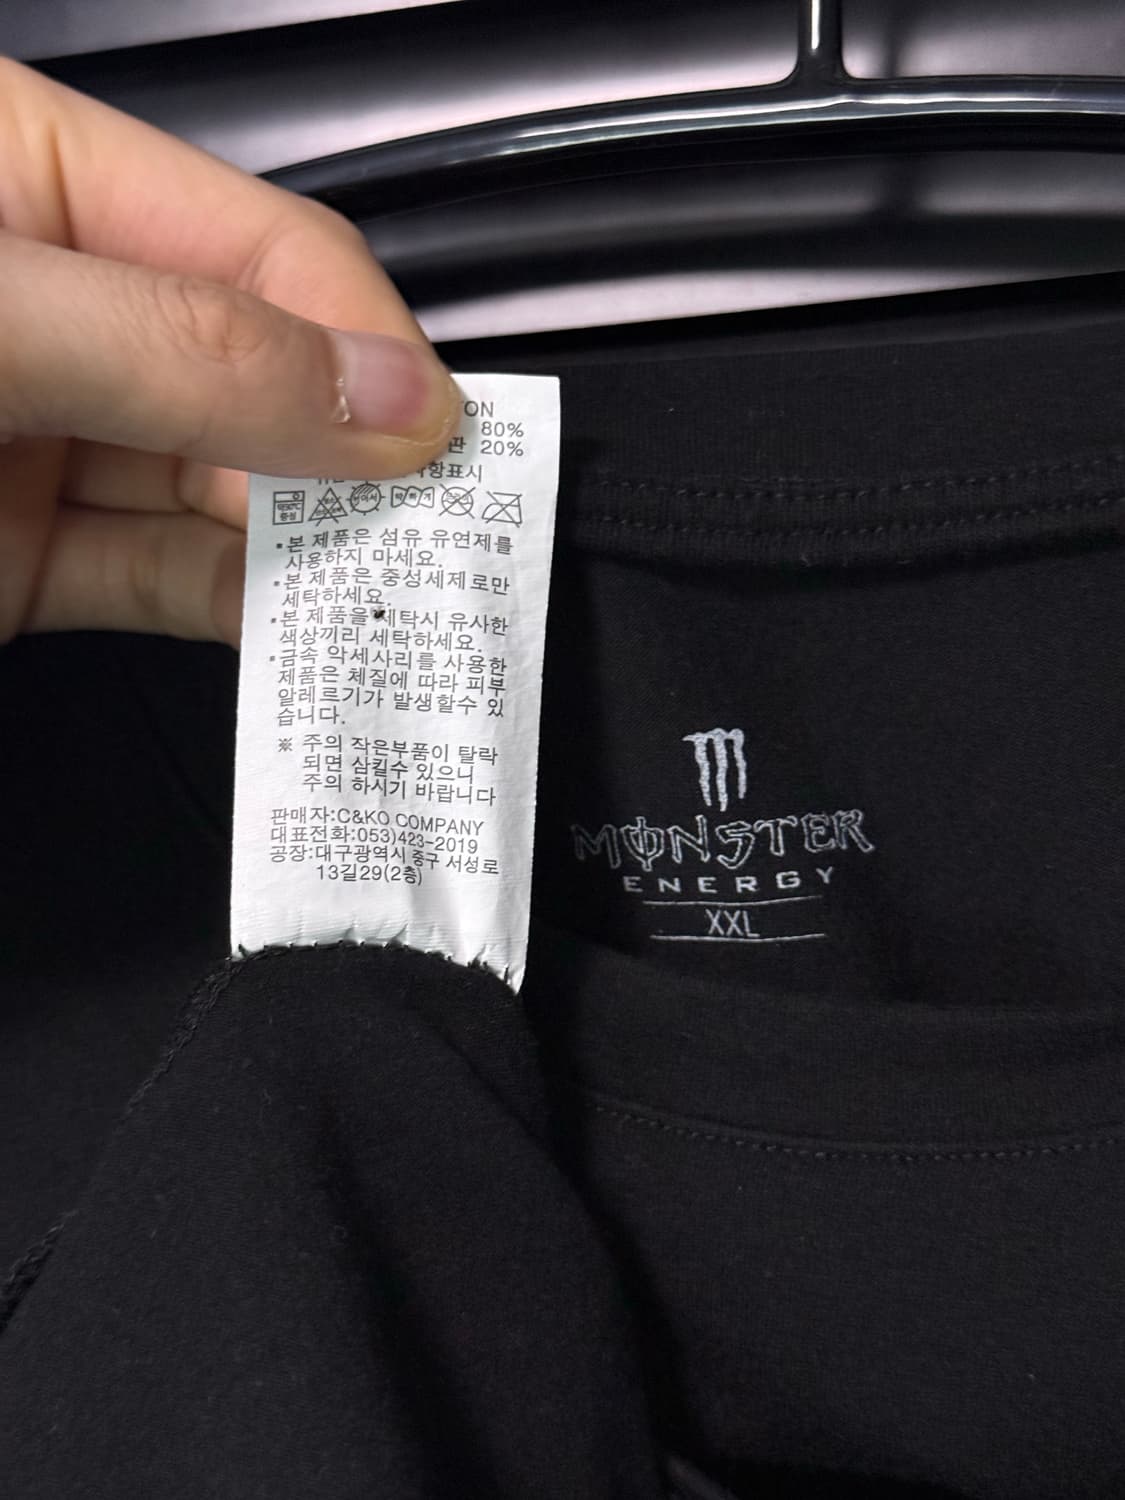 TON
80%
판 20%
항표시
▪본 제품은 섬유 유연제를
사용하지 마세요.
▪본 제품은 중성세제로만
세탁하세요.
▪본 제품을 세탁시 유사한
색상끼리 세탁하세요.
▪금속 악세사리를 사용한
제품은 체질에 따라 피부
알레르기가 발생할수 있
습니다.
※ 주의 작은부품이 탈락
되면 삼킬수 있으니
주의 하시기 바랍니다
판매자:C&KO COMPANY
대표전화:053)423-2019
공장:대구광역시 중구 서성로
13길29(2층)
MONSTER
ENERGY
XXL